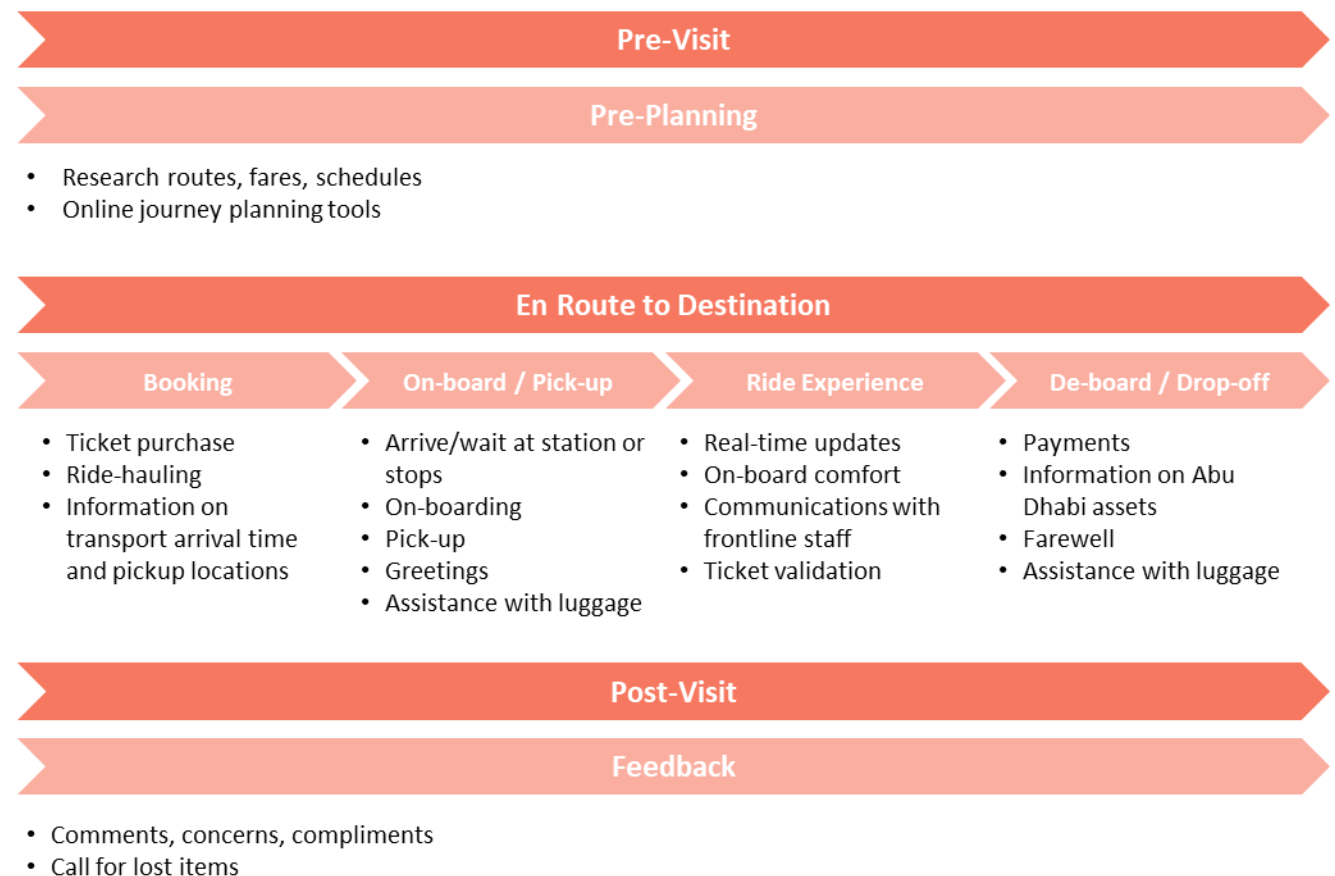 Pre-Visit
Pre-Planning
• Research routes, fares, schedules
• Online journey planning tools
En Route to Destination
Booking
• Ticket purchase
• Ride-hauling
• Information on
transport arrival time
and pickup locations
On-board / Pick-up
• Arrive/wait at station or
stops
• On-boarding
• Pick-up
• Greetings
• Assistance with luggage
Ride Experience
• Real-time updates
• On-board comfort
• Communications with
frontline staff
• Ticket validation
De-board / Drop-off
• Payments
• Information on Abu
Dhabi assets
• Farewell
• Assistance with luggage
Post-Visit
Feedback
• Comments, concerns, compliments
• Call for lost items